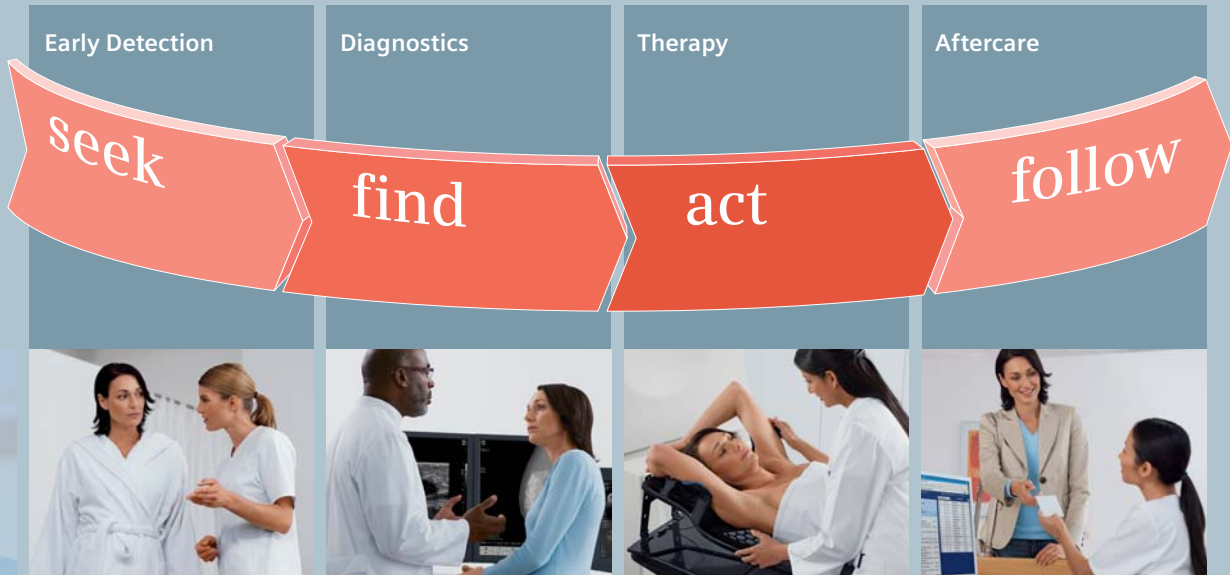 Early Detection
Diagnostics
Therapy
Aftercare
seek
find
act
follow